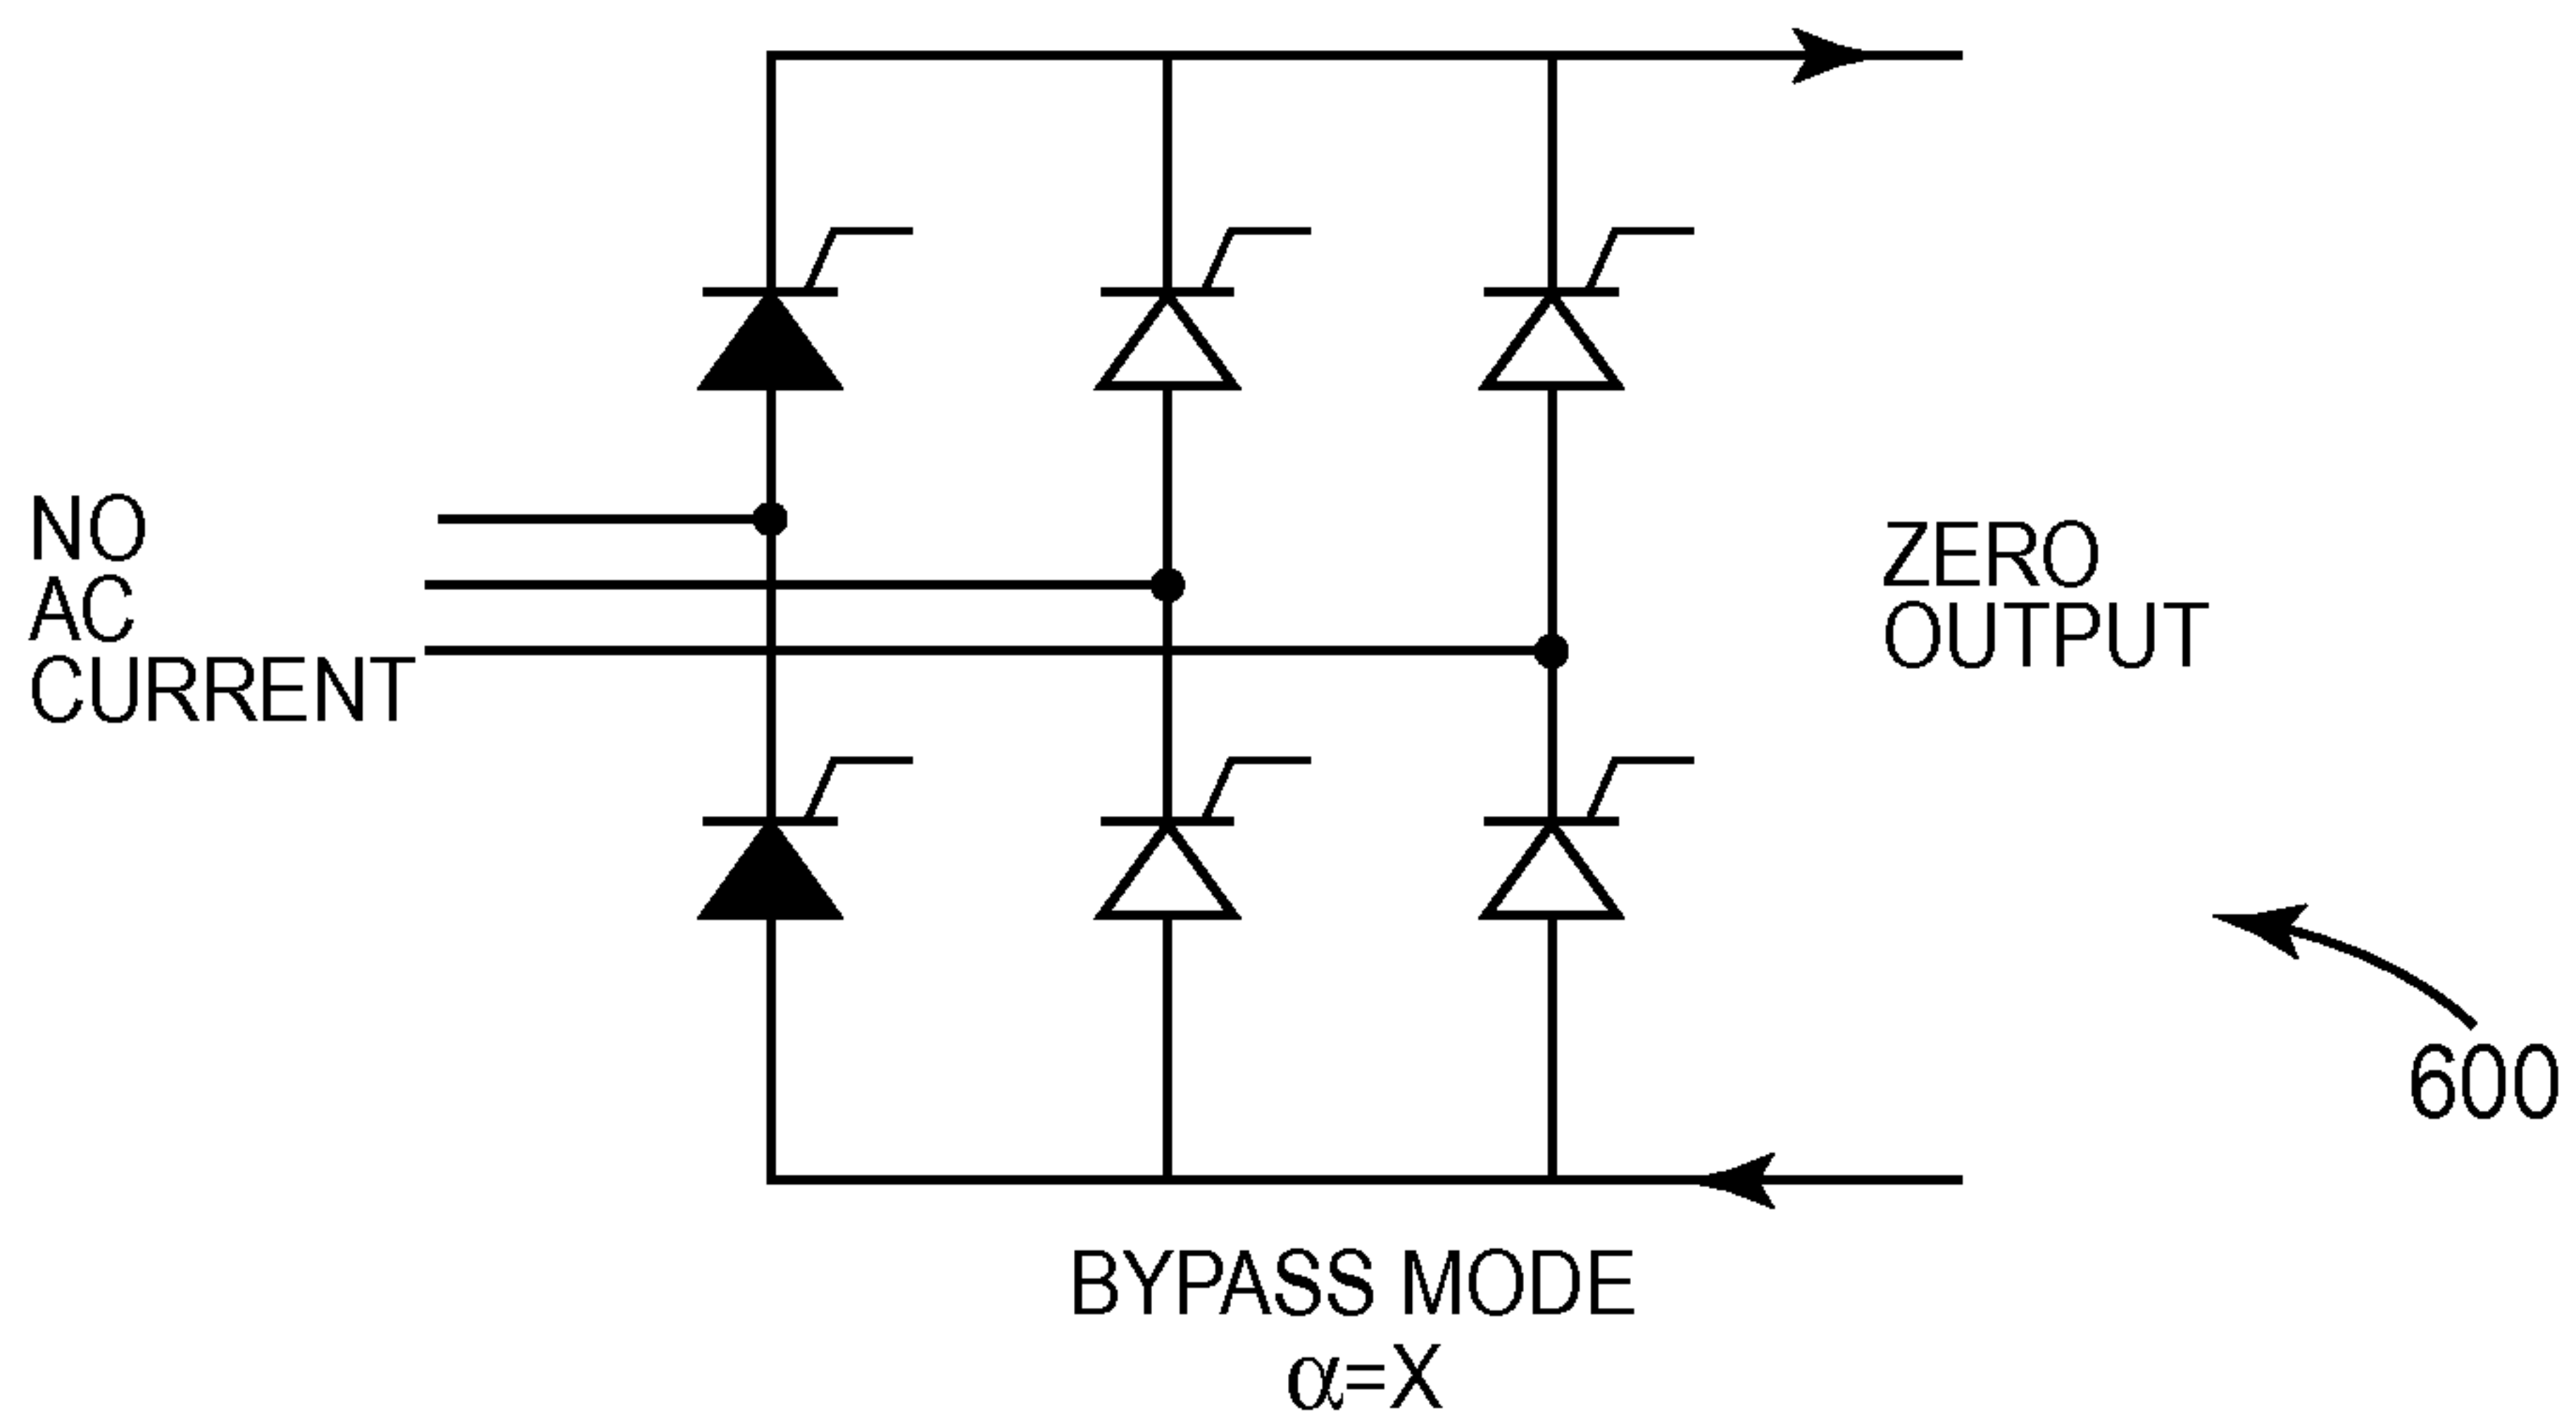 NO
AC
CURRENT
ZERO
OUTPUT
600
BYPASS MODE
α=X